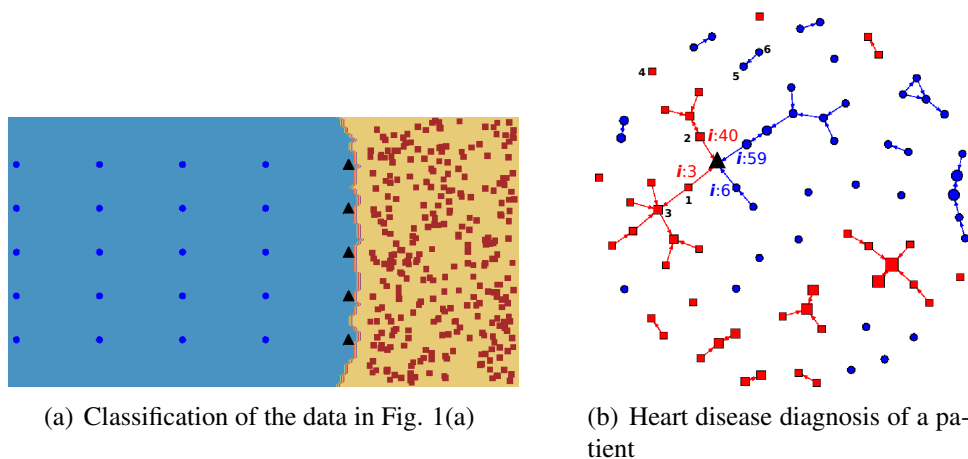 6
5
4
i:40
2
i:59
i:3
i:6
1
3
(a) Classification of the data in Fig. 1(a)
(b) Heart disease diagnosis of a pa-
tient